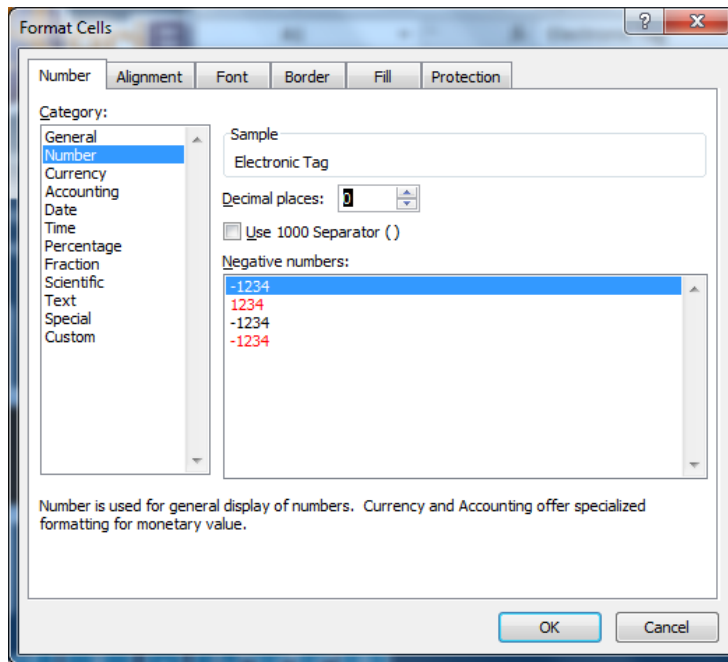 Format Cells
Number Alignment Font Border Fill Protection
Category:
General
Number
Currency
Accounting
Date
Time
Percentage
Fraction
Scientific
Text
Special
Custom
Sample
Electronic Tag
Decimal places: 0
Use 1000 Separator ( )
Negative numbers:
-1234
1234
-1234
-1234
Number is used for general display of numbers.  Currency and Accounting offer specialized
formatting for monetary value.
OK Cancel